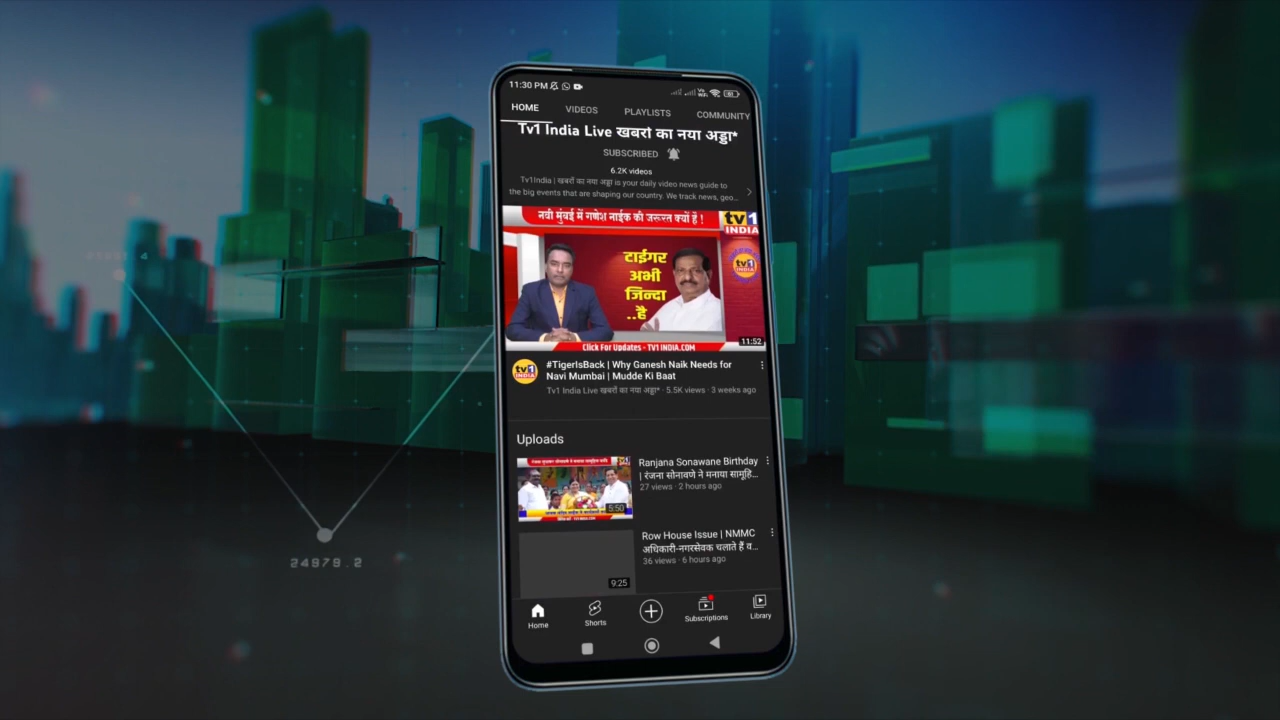 11:30 PM
HOME VIDEOS PLAYLISTS COMMUNITY
Tv1 India Live खबरों का नया अड्डा*
SUBSCRIBED
6.2K videos
Tv1India | खबरों का नया अड्डा is your daily video news guide to
the big events that are shaping our country. We track news, geo...
नवी मुंबई में गणेश नाईक की जरूरत क्यों हैं !
tv1
INDIA
टाईगर
अभी
जिन्दा
..है
tv1
INDIA
Click For Updates - TV1 INDIA.COM
11:52
tv1
INDIA
#TigerIsBack | Why Ganesh Naik Needs for
Navi Mumbai | Mudde Ki Baat
Tv1 India Live खबरों का नया अड्डा* · 5.5K views · 3 weeks ago
Uploads
Ranjana Sonawane Birthday
| रंजना सोनावणे ने मनाया सामूहि...
27 views · 2 hours ago
5:50
Row House Issue | NMMC
अधिकारी-नगरसेवक चलाते हैं व...
36 views · 6 hours ago
9:25
Home Shorts Subscriptions Library
24979.2